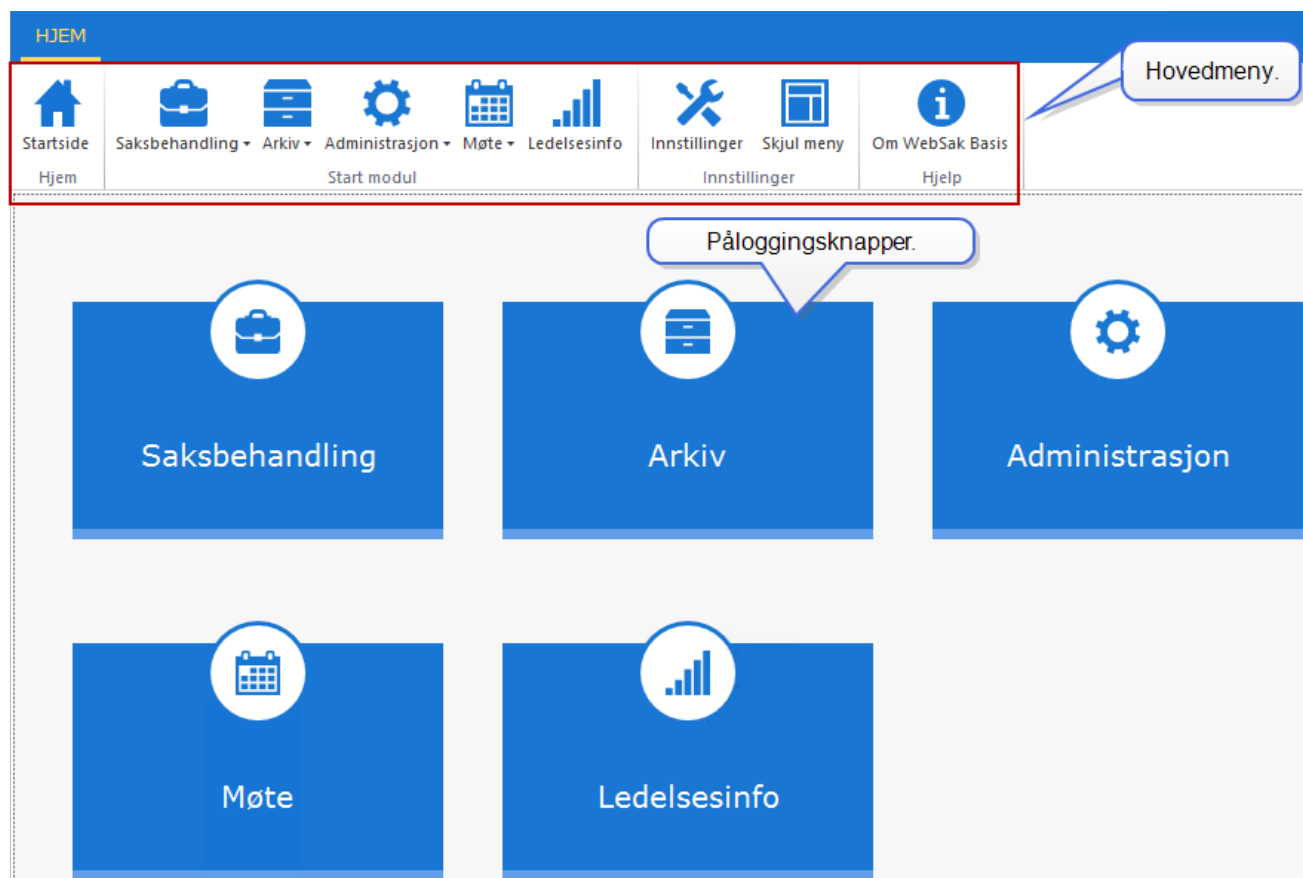 HJEM
Hovedmeny.
Startside
Saksbehandling
Arkiv
Administrasjon
Møte
Ledelsesinfo
Innstillinger
Skjul meny
Om WebSak Basis
Hjem
Start modul
Innstillinger
Hjelp
Påloggingsknapper.
Saksbehandling
Arkiv
Administrasjon
Møte
Ledelsesinfo